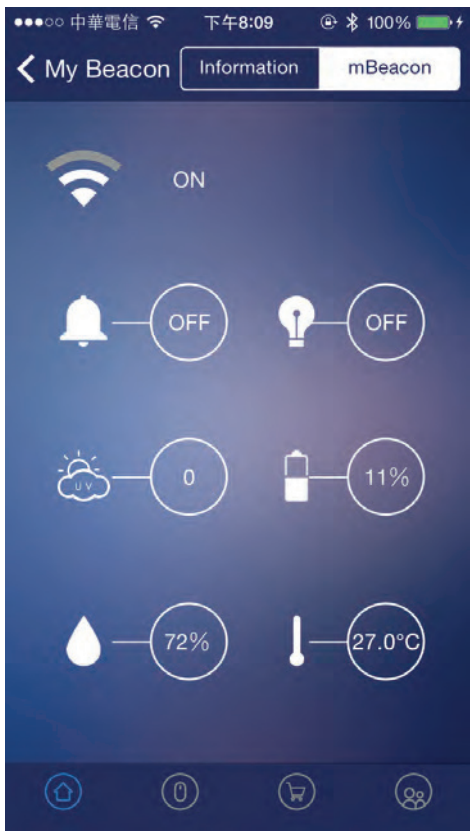 中華電信 下午8:09 100%
My Beacon Information mBeacon
ON
OFF OFF
UV 0 11%
72% 27.0°C